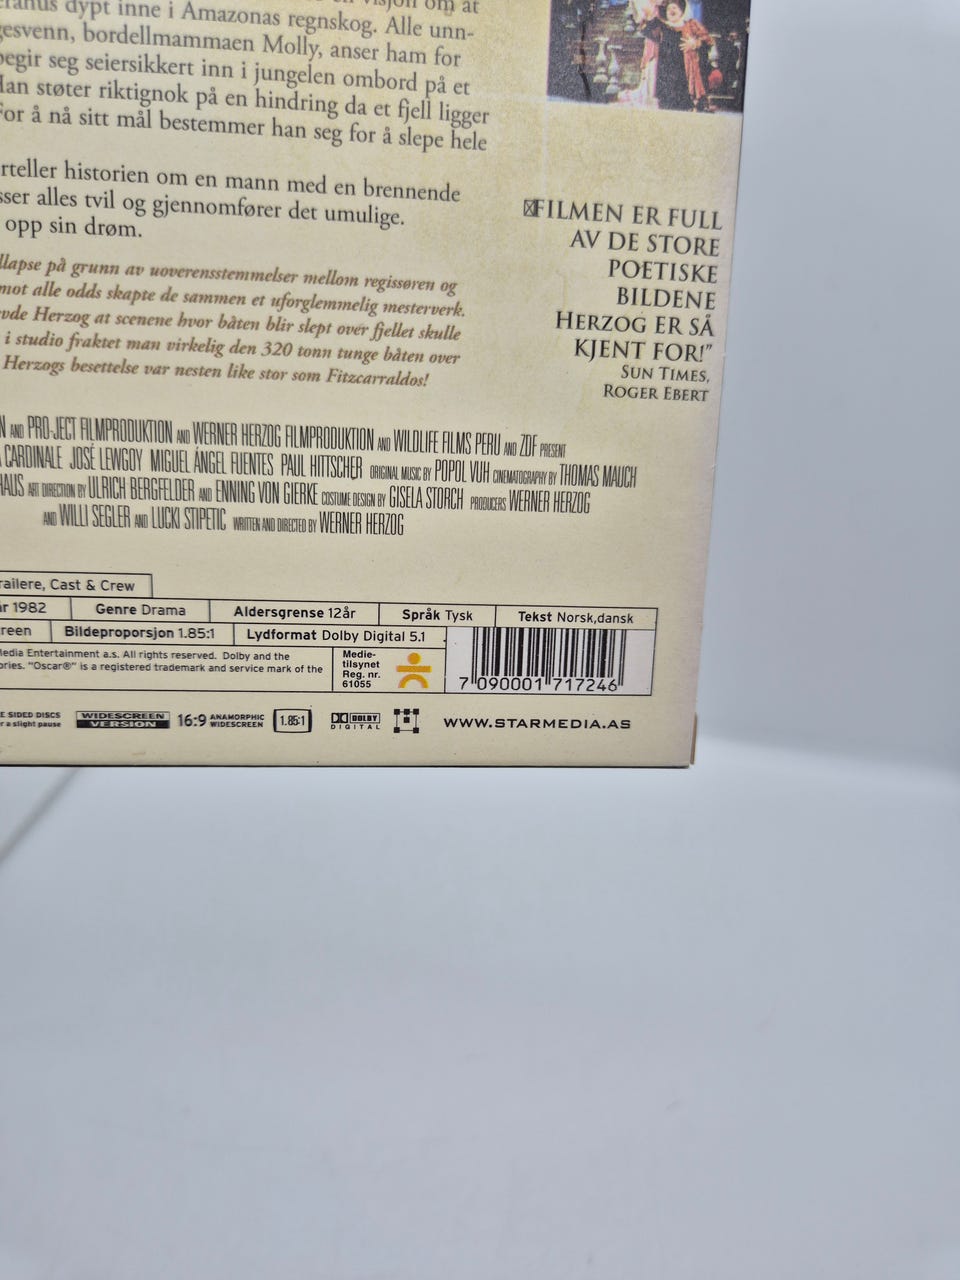 dypt inne i Amazonas regnskog. Alle unn-
gesvenn, bordellmammaen Molly, anser ham for
begir seg seiersikkert inn i jungelen ombord på et
Han støter riktignok på en hindring da et fjell ligger
For å nå sitt mål bestemmer han seg for å slepe hele
rteller historien om en mann med en brennende
sser alles tvil og gjennomfører det umulige.
opp sin drøm.
llapse på grunn av uoverensstemmelser mellom regissøren og
mot alle odds skapte de sammen et uforglemmelig mesterverk.
vde Herzog at scenene hvor båten blir slept over fjellet skulle
i studio fraktet man virkelig den 320 tonn tunge båten over
Herzogs besettelse var nesten like stor som Fitzcarraldos!
FILMEN ER FULL
AV DE STORE
POETISKE
BILDENE
HERZOG ER SÅ
KJENT FOR!”
SUN TIMES,
ROGER EBERT
N AND PRO-JECT FILMPRODUKTION AND WERNER HERZOG FILMPRODUKTION AND WILDLIFE FILMS PERU AND ZDF PRESENT
CARDINALE JOSÉ LEWGOY MIGUEL ÁNGEL FUENTES PAUL HITTSCHER ORIGINAL MUSIC BY POPOL VUH CINEMATOGRAPHY BY THOMAS MAUCH
HAUS ART DIRECTION BY ULRICH BERGFELDER AND ENNING VON GIERKE COSTUME DESIGN BY GISELA STORCH PRODUCERS WERNER HERZOG
AND WILLI SEGLER AND LUCKI STIPETIC WRITTEN AND DIRECTED BY WERNER HERZOG
railere, Cast & Crew
år 1982 Genre Drama Aldersgrense 12år Språk Tysk Tekst Norsk,dansk
reen Bildeproporsjon 1.85:1 Lydformat Dolby Digital 5.1
Media Entertainment a.s. All rights reserved. Dolby and the
ories. "Oscar®" is a registered trademark and service mark of the
Medie-
tilsynet
Reg. nr.
61055
7 090001 717246
E SIDED DISCS
r a slight pause
WIDESCREEN
VERSION
16:9 ANAMORPHIC
WIDESCREEN
1.85:1
DOLBY
DIGITAL
WWW.STARMEDIA.AS